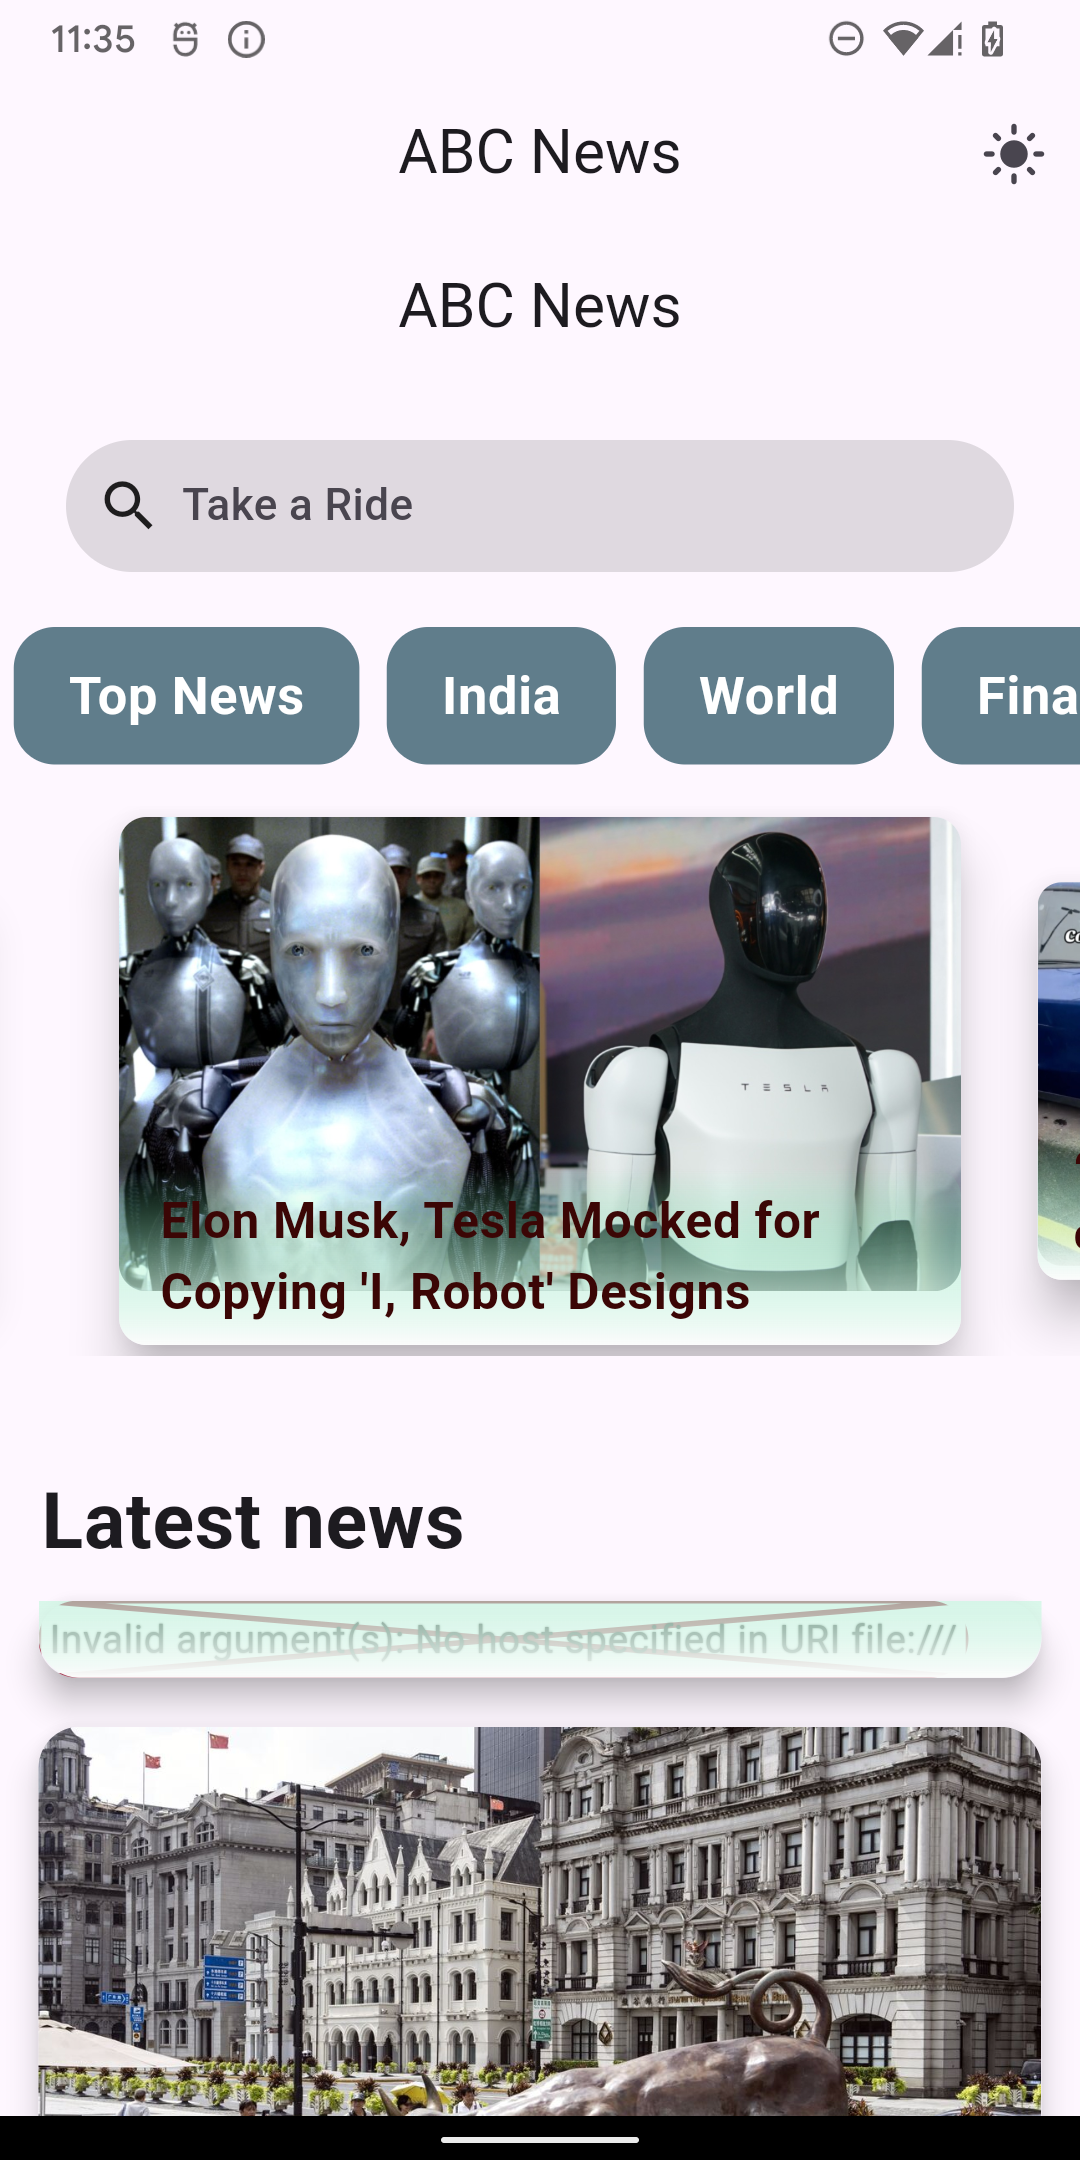 11:35
ABC News
ABC News
Take a Ride
Top News
India
World
Fina
TESLA
Elon Musk, Tesla Mocked for
Copying 'I, Robot' Designs
Latest news
Invalid argument(s): No host specified in URI file:///